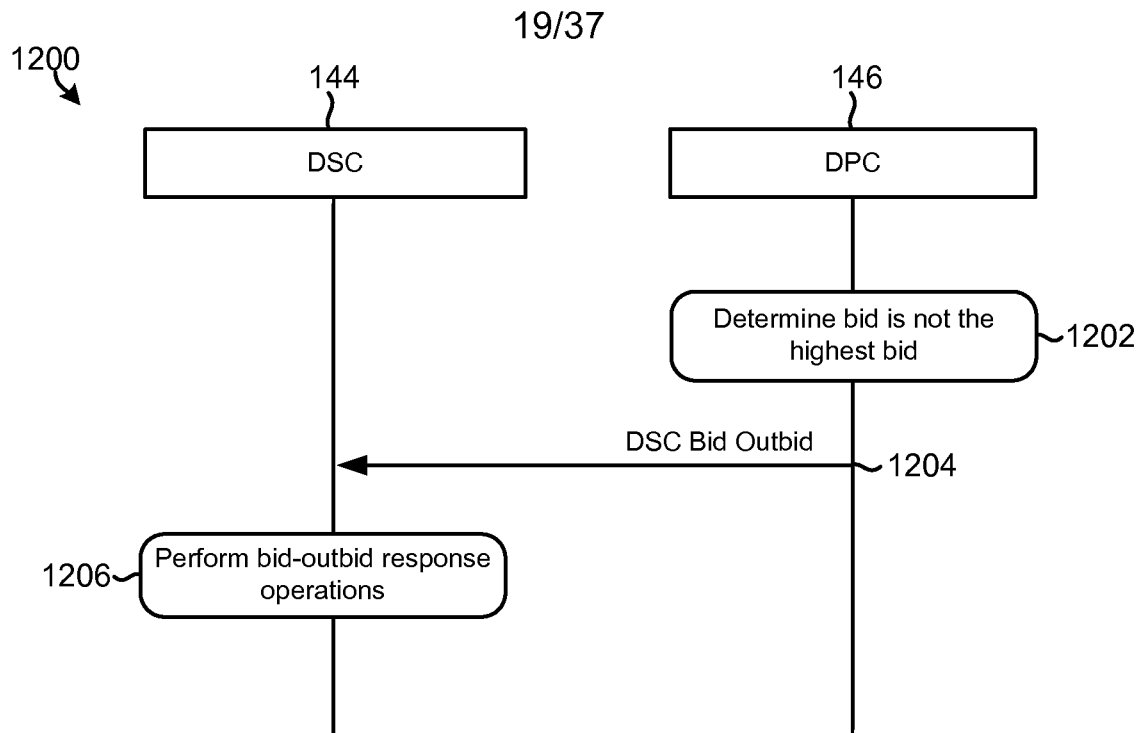 19/37
1200
144
146
DSC
DPC
Determine bid is not the
highest bid
1202
DSC Bid Outbid
1204
Perform bid-outbid response
operations
1206